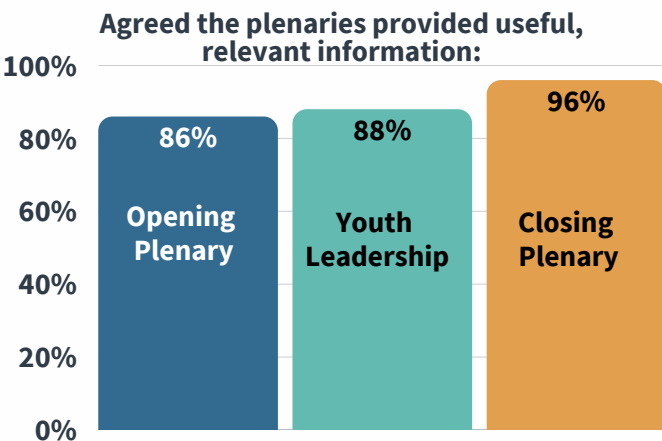 Agreed the plenaries provided useful,
relevant information:
100%
80%
60%
40%
20%
0%
86%
Opening
Plenary
88%
Youth
Leadership
96%
Closing
Plenary